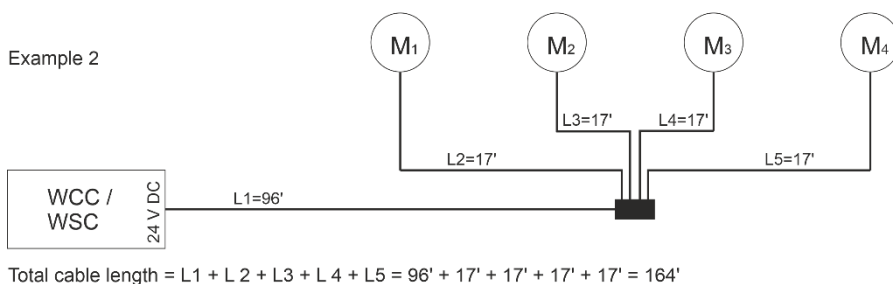 Example 2
M1
M2
M3
M4
L3=17'
L4=17'
L2=17'
L5=17'
WCC /
WSC
24 V DC
L1=96'
Total cable length = L1 + L 2 + L3 + L 4 + L5 = 96' + 17' + 17' + 17' + 17' = 164'